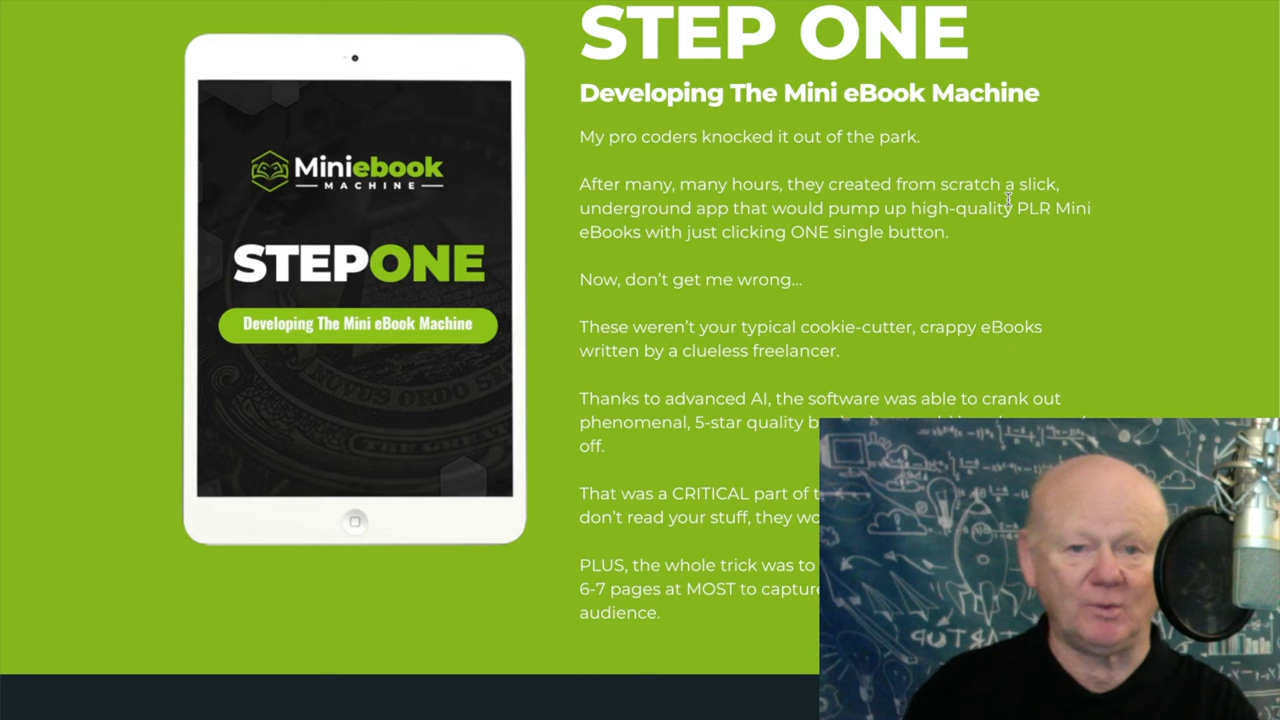 STEP ONE
Developing The Mini eBook Machine
My pro coders knocked it out of the park.
After many, many hours, they created from scratch a slick,
underground app that would pump up high-quality PLR Mini
eBooks with just clicking ONE single button.
Now, don’t get me wrong...
These weren’t your typical cookie-cutter, crappy eBooks
written by a clueless freelancer.
Thanks to advanced AI, the software was able to crank out
phenomenal, 5-star quality
off.
That was a CRITICAL part of
don’t read your stuff, they
PLUS, the whole trick was to
6-7 pages at MOST to capture
audience.
Miniebook
MACHINE
STEPONE
Developing The Mini eBook Machine
START UP